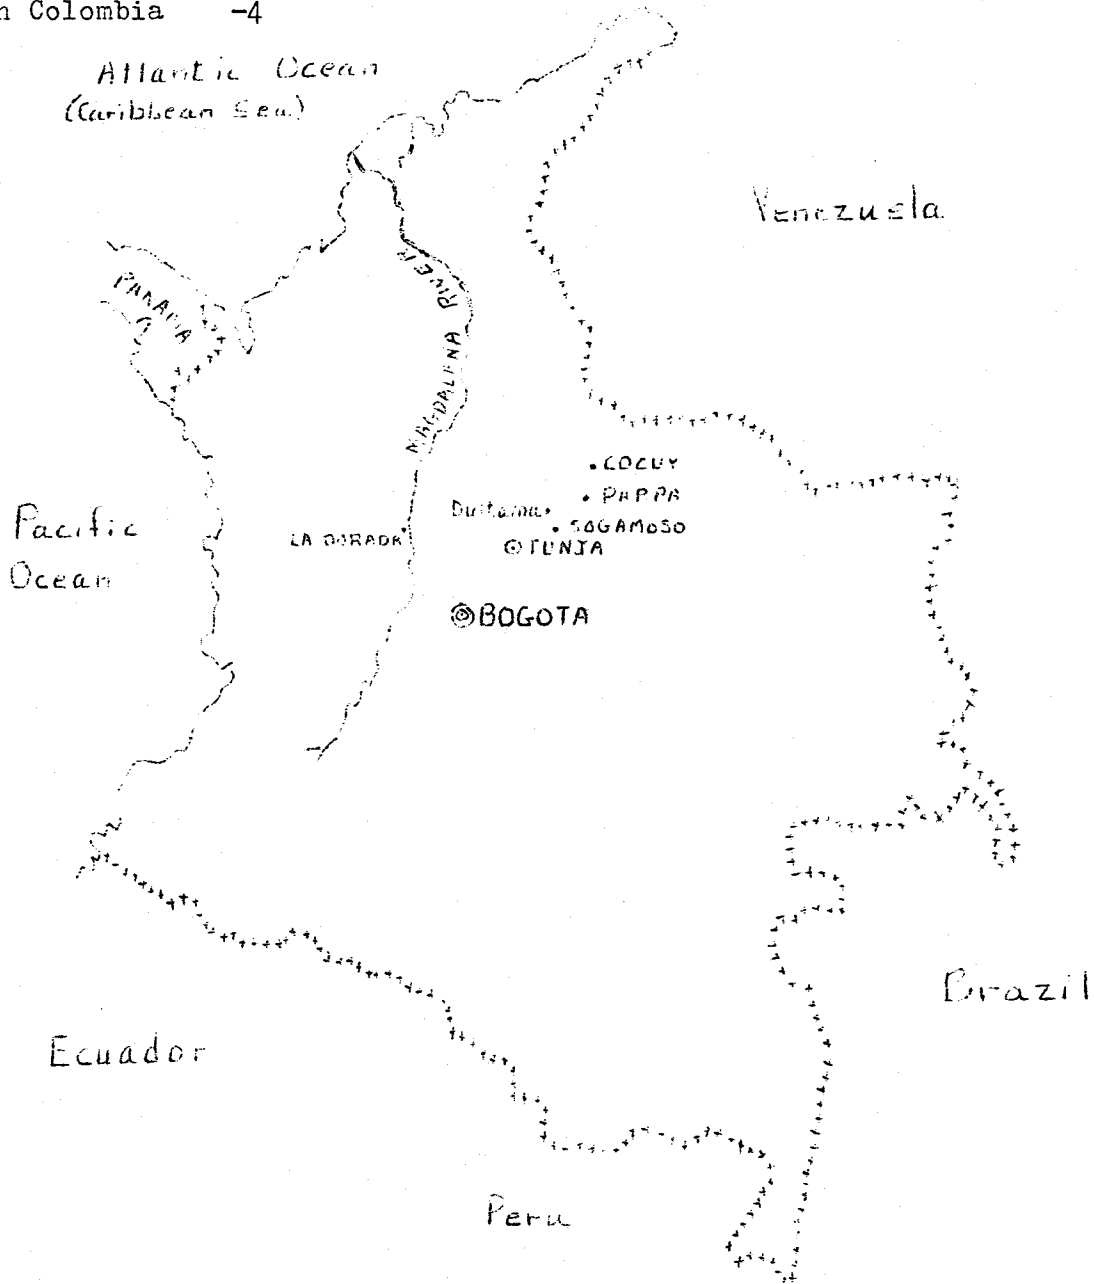 n Colombia -4
Atlantic Ocean
(Caribbean Sea)
Venezuela
PANAMA
MAGDALENA RIVER
COCUY
PAPPA
Duitama
SOGAMOSO
LA DORADA
TUNJA
BOGOTA
Pacific
Ocean
Brazil
Ecuador
Peru